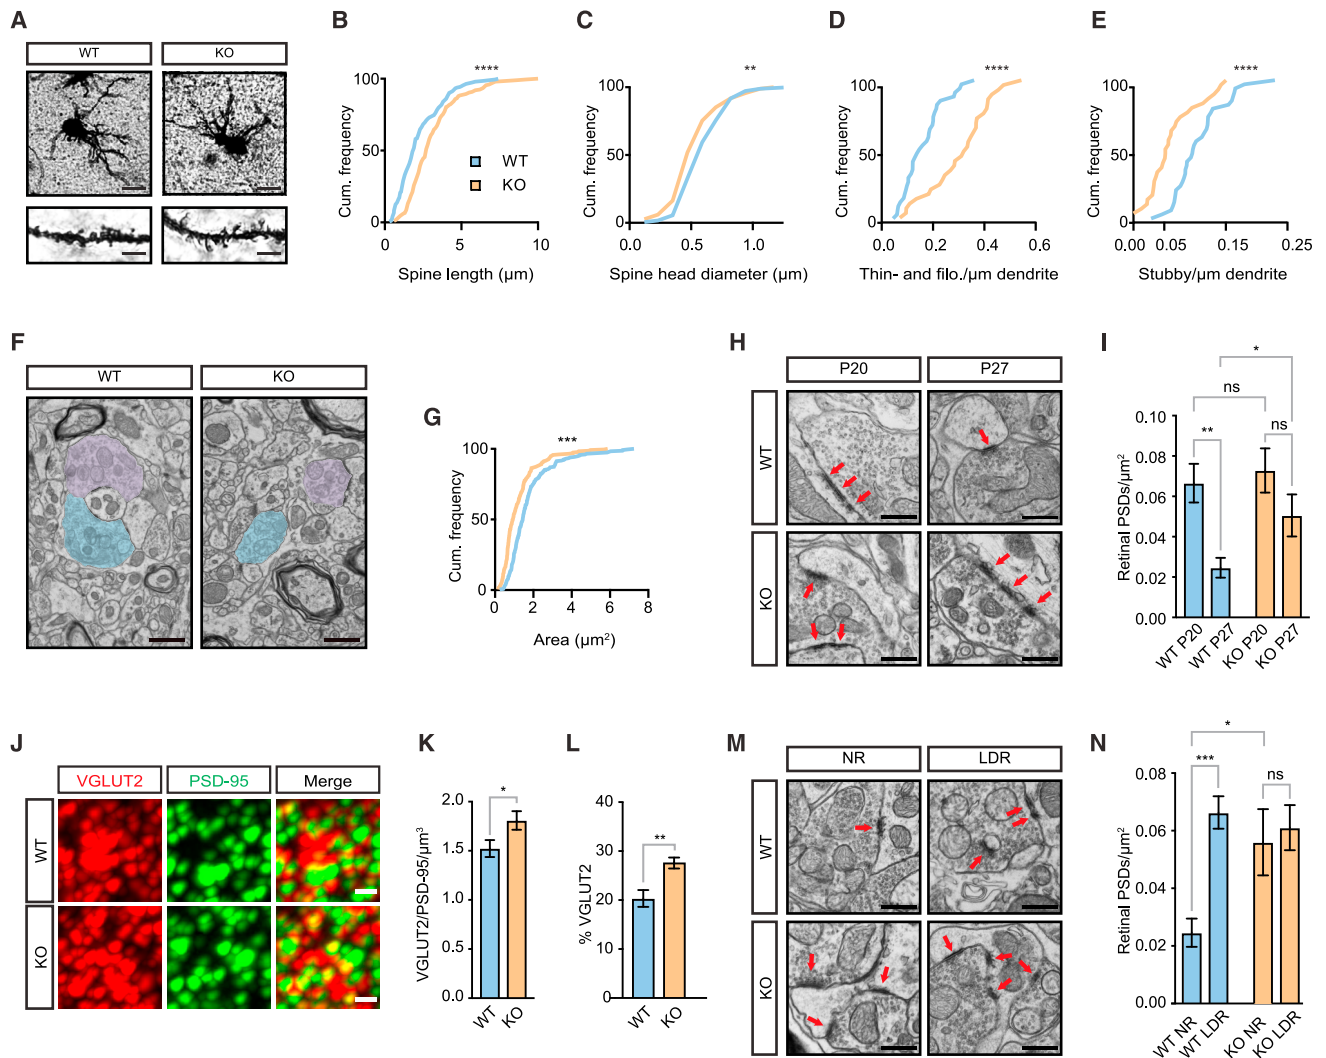 A
WT
KO
B
Cum. frequency
100
50
0
****
WT
KO
0
5
10
Spine length (µm)
C
Cum. frequency
100
50
0
**
0.0
0.5
1.0
Spine head diameter (µm)
D
Cum. frequency
100
50
0
****
0.0
0.2
0.4
0.6
Thin- and filo./µm dendrite
E
Cum. frequency
100
50
0
****
0.00
0.05
0.15
0.25
Stubby/µm dendrite
F
WT
KO
G
Cum. frequency
100
50
0
***
0
2
4
6
8
Area (µm²)
H
P20
P27
WT
KO
I
Retinal PSDs/µm²
0.10
0.08
0.06
0.04
0.02
0.00
*
ns
**
ns
WT P20
WT P27
KO P20
KO P27
J
VGLUT2
PSD-95
Merge
WT
KO
K
VGLUT2/PSD-95/µm³
2.0
1.5
1.0
0.5
0.0
*
WT
KO
L
% VGLUT2
40
30
20
10
0
**
WT
KO
M
NR
LDR
WT
KO
N
Retinal PSDs/µm²
0.08
0.06
0.04
0.02
0.00
*
***
ns
WT NR
WT LDR
KO NR
KO LDR